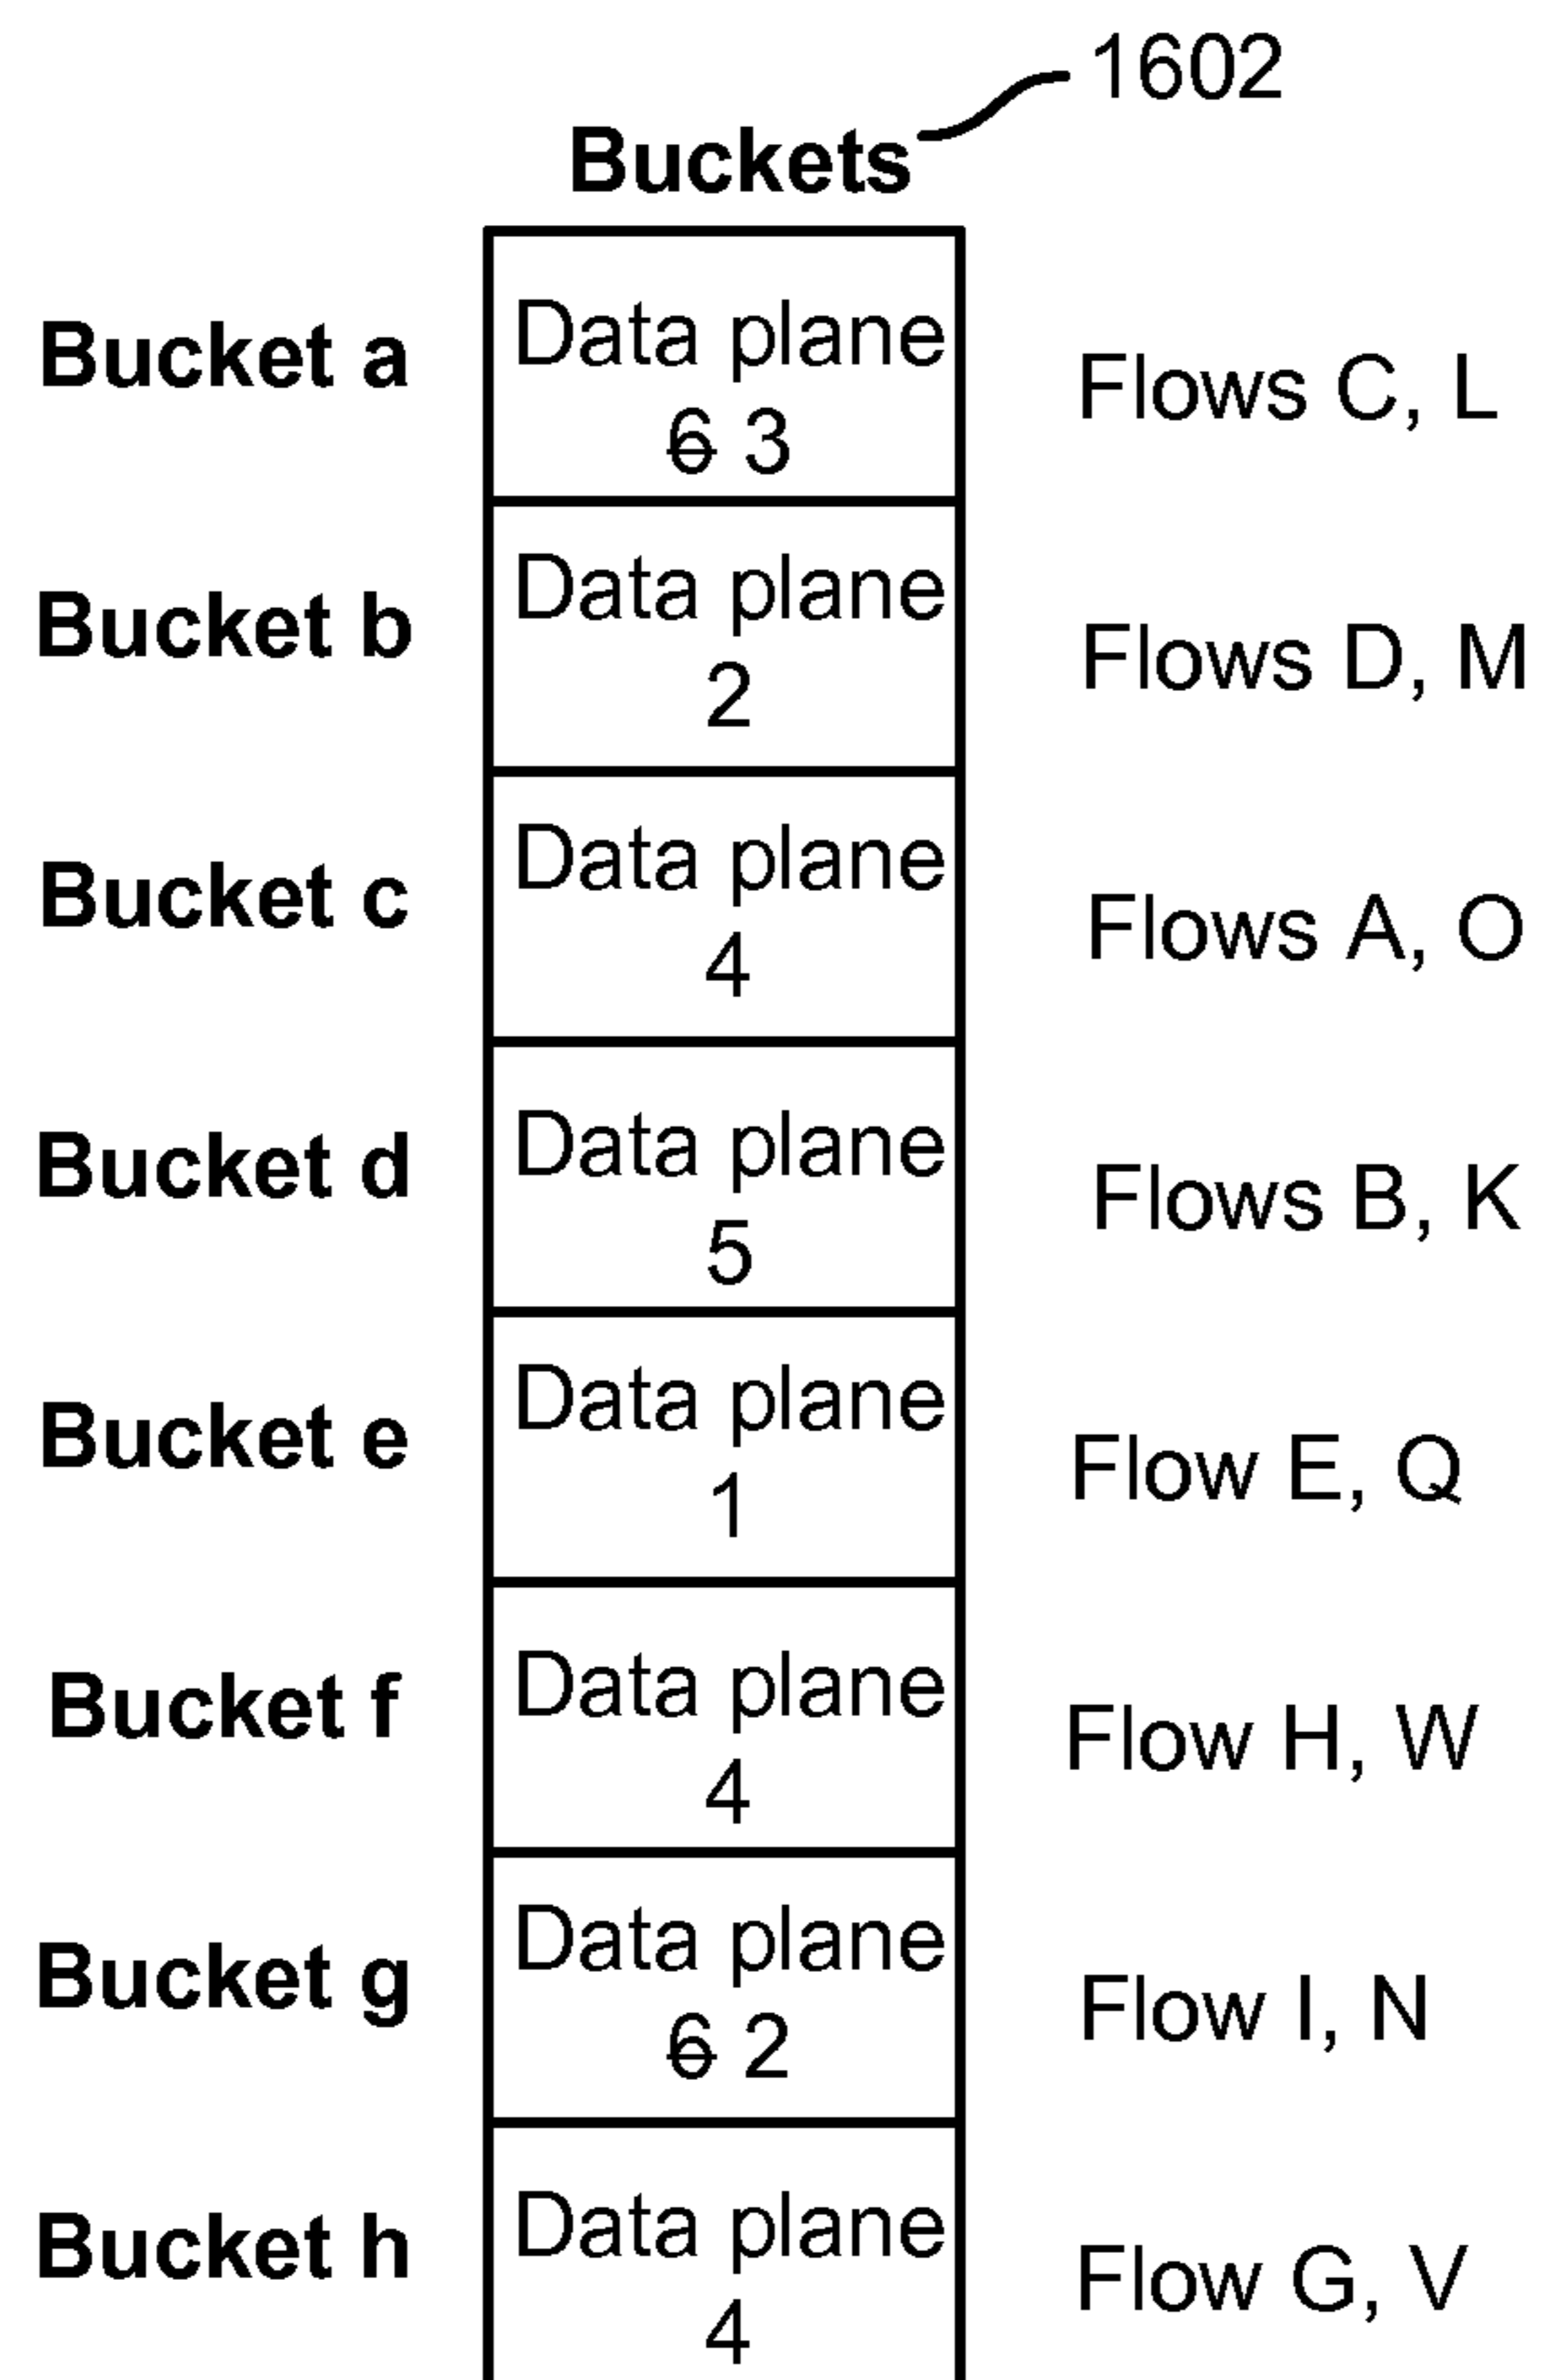 1602
Buckets
Bucket a
Data plane
6 3
Flows C, L
Bucket b
Data plane
2
Flows D, M
Bucket c
Data plane
4
Flows A, O
Bucket d
Data plane
5
Flows B, K
Bucket e
Data plane
1
Flow E, Q
Bucket f
Data plane
4
Flow H, W
Bucket g
Data plane
6 2
Flow I, N
Bucket h
Data plane
4
Flow G, V